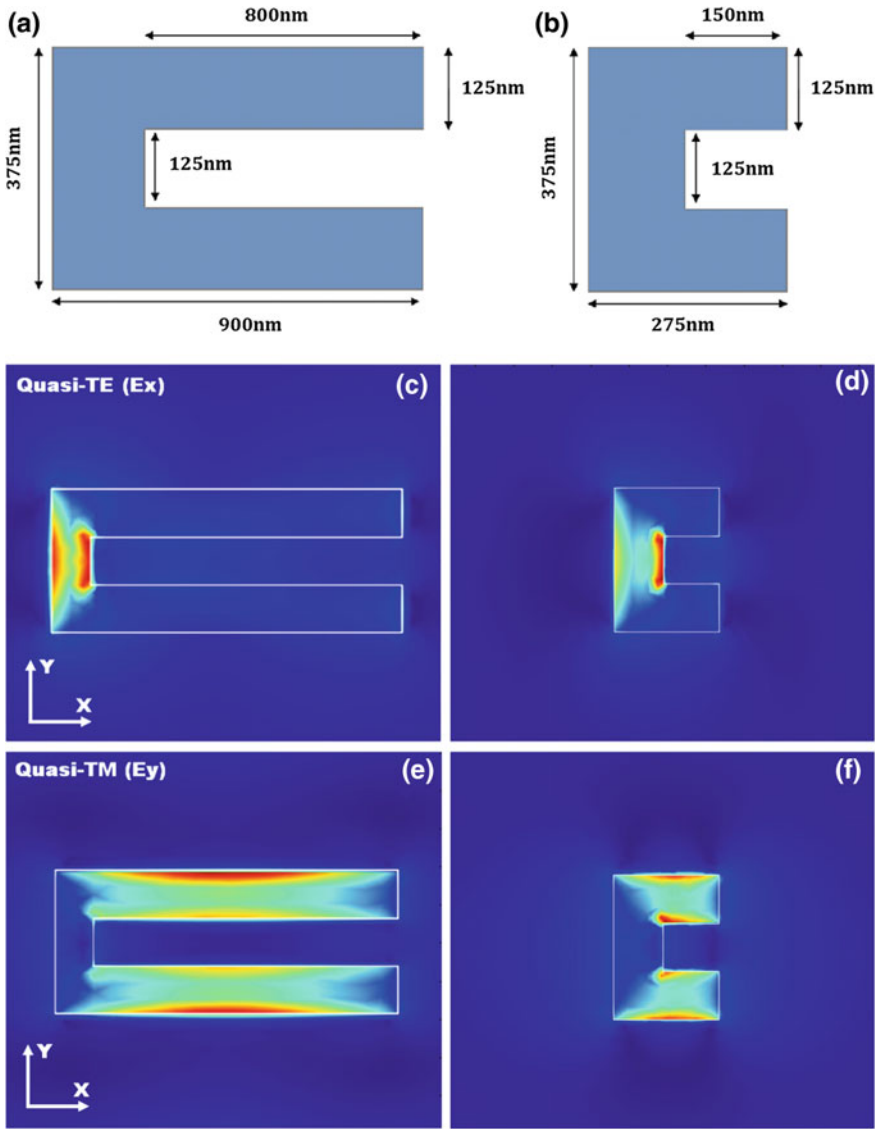 (a)
800nm
125nm
375nm
125nm
900nm
(b)
150nm
125nm
375nm
125nm
275nm
Quasi-TE (Ex)
(c)
Y
X
(d)
Quasi-TM (Ey)
(e)
Y
X
(f)